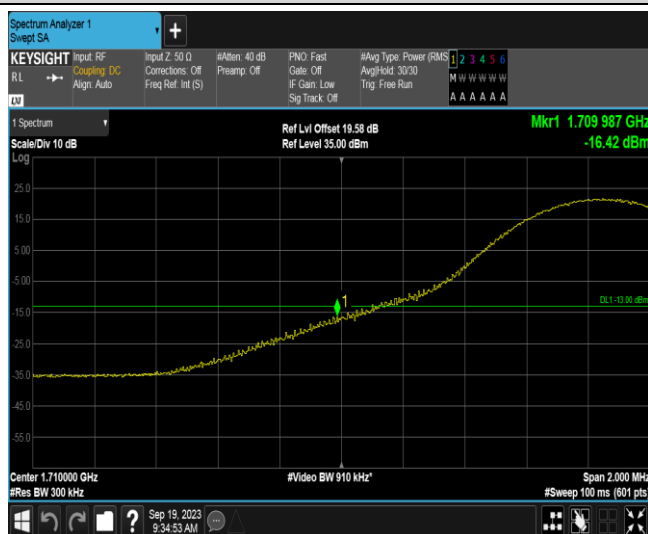 Spectrum Analyzer 1
Swept SA
+
KEYSIGHT
RL
LXI
Input: RF
Coupling: DC
Align: Auto
Input Z: 50 Ω
Corrections: Off
Freq Ref: Int (S)
#Atten: 40 dB
Preamp: Off
PNO: Fast
Gate: Off
IF Gain: Low
Sig Track: Off
#Avg Type: Power (RMS
Avg|Hold: 30/30
Trig: Free Run
1 2 3 4 5 6
M W W W W W
A A A A A A
1 Spectrum
Scale/Div 10 dB
Log
Ref Lvl Offset 19.58 dB
Ref Level 35.00 dBm
Mkr1 1.709 987 GHz
-16.42 dBm
25.0
15.0
5.00
-5.00
-15.0
-25.0
-35.0
-45.0
-55.0
1
DL1 -13.00 dBm
Center 1.710000 GHz
#Res BW 300 kHz
#Video BW 910 kHz*
Span 2.000 MHz
#Sweep 100 ms (601 pts)
?
Sep 19, 2023
9:34:53 AM